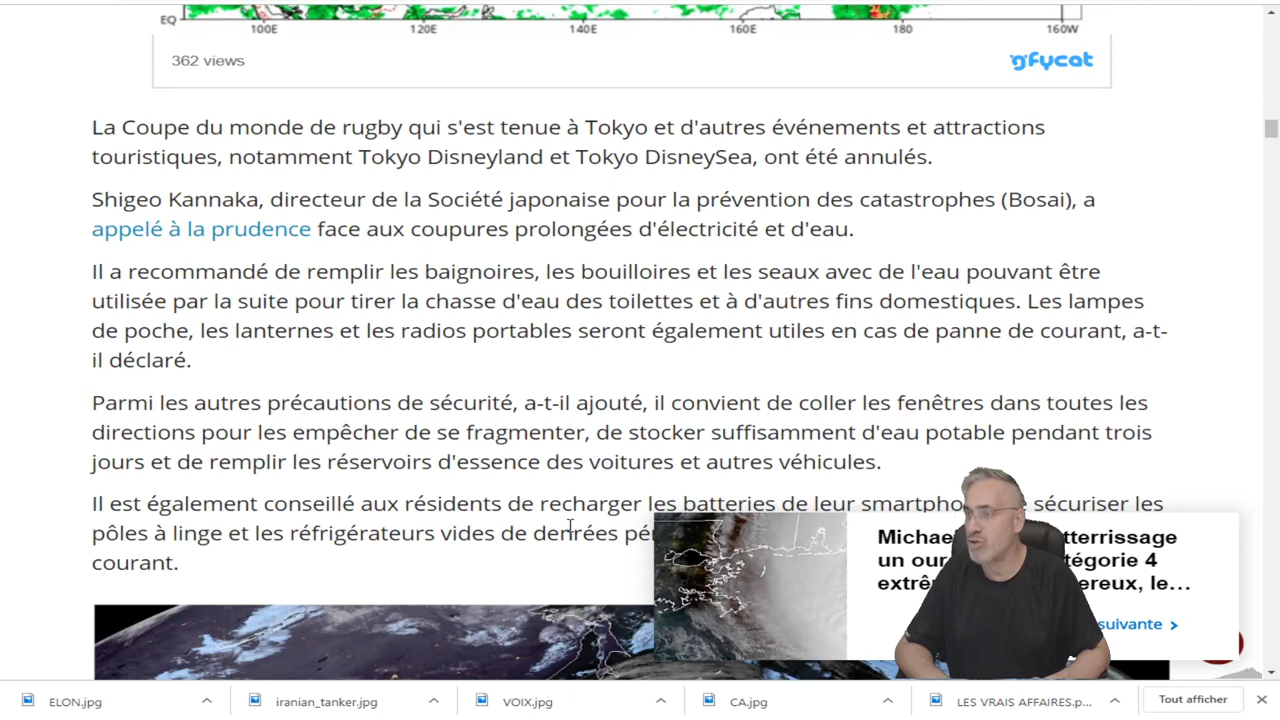 EQ
100E 120E 140E 160E 180 160W
362 views
gfycat
La Coupe du monde de rugby qui s'est tenue à Tokyo et d'autres événements et attractions
touristiques, notamment Tokyo Disneyland et Tokyo DisneySea, ont été annulés.
Shigeo Kannaka, directeur de la Société japonaise pour la prévention des catastrophes (Bosai), a
appelé à la prudence face aux coupures prolongées d'électricité et d'eau.
Il a recommandé de remplir les baignoires, les bouilloires et les seaux avec de l'eau pouvant être
utilisée par la suite pour tirer la chasse d'eau des toilettes et à d'autres fins domestiques. Les lampes
de poche, les lanternes et les radios portables seront également utiles en cas de panne de courant, a-t-
il déclaré.
Parmi les autres précautions de sécurité, a-t-il ajouté, il convient de coller les fenêtres dans toutes les
directions pour les empêcher de se fragmenter, de stocker suffisamment d'eau potable pendant trois
jours et de remplir les réservoirs d'essence des voitures et autres véhicules.
Il est également conseillé aux résidents de recharger les batteries de leur smartpho sécuriser les
pôles à linge et les réfrigérateurs vides de denrées pé
courant.
Michae tterrissage
un our tégorie 4
extrê ereux, le...
suivante >
ELON.jpg iranian_tanker.jpg VOIX.jpg CA.jpg LES VRAIS AFFAIRES.p... Tout afficher